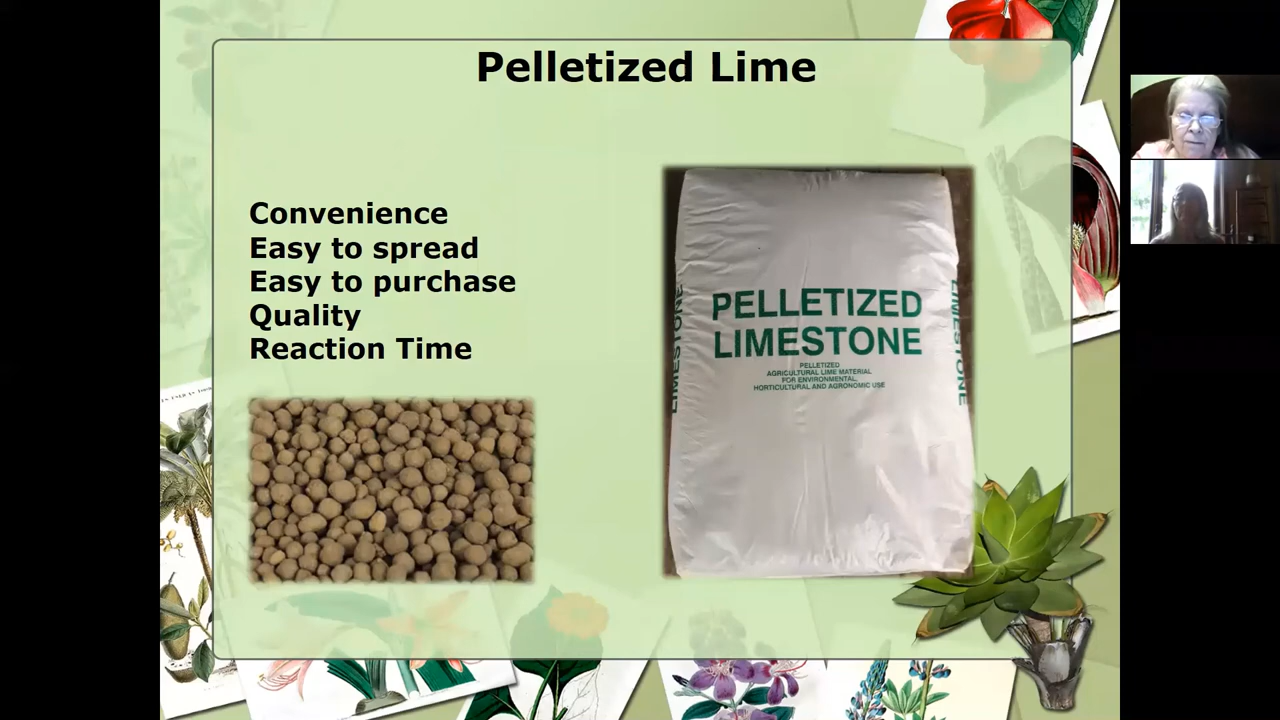 Pelletized Lime
Convenience
Easy to spread
Easy to purchase
Quality
Reaction Time
PELLETIZED
LIMESTONE
PELLETIZED
AGRICULTURAL LIME MATERIAL
FOR ENVIRONMENTAL,
HORTICULTURAL AND AGRONOMIC USE
LIMESTONE
LIMESTONE